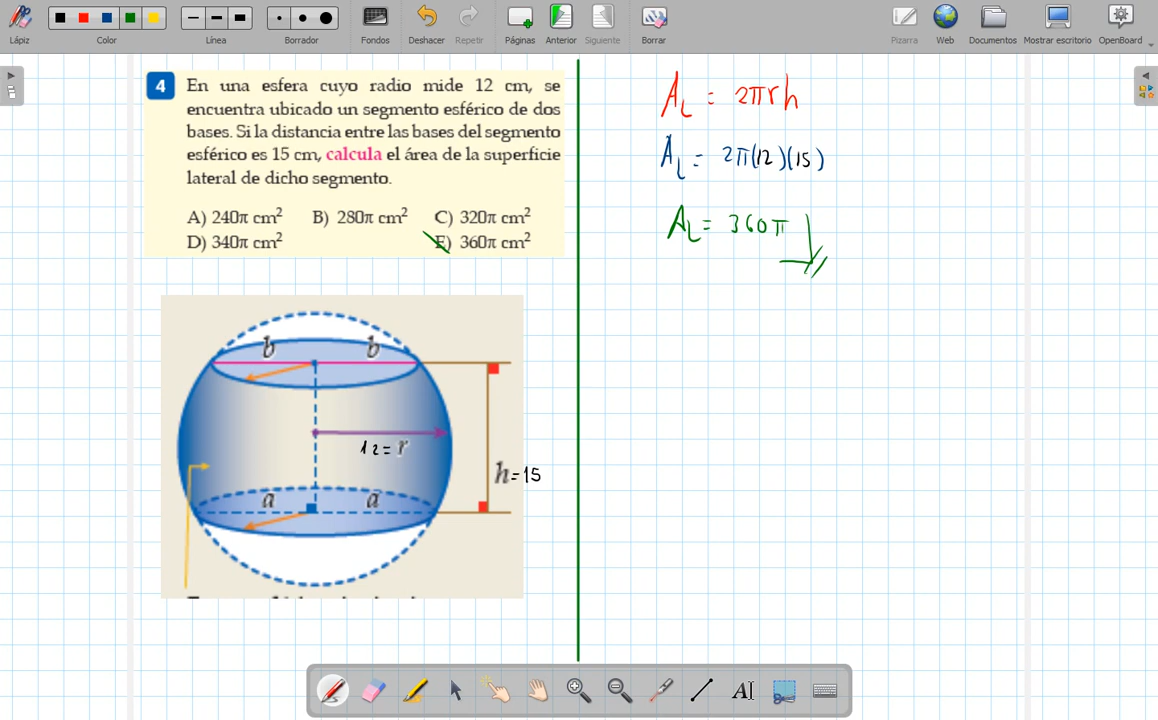 Lápiz
Color
Línea
Borrador
Fondos
Deshacer
Repetir
Páginas
Anterior
Siguiente
Borrar
Pizarra
Web
Documentos
Mostrar escritorio
OpenBoard
4 En una esfera cuyo radio mide 12 cm, se
encuentra ubicado un segmento esférico de dos
bases. Si la distancia entre las bases del segmento
esférico es 15 cm, calcula el área de la superficie
lateral de dicho segmento.
A) 240π cm² B) 280π cm² C) 320π cm²
D) 340π cm² E) 360π cm²
b b
12 = r
h = 15
a a
A_L = 2πrh
A_L = 2π(12)(15)
A_L = 360π
AI